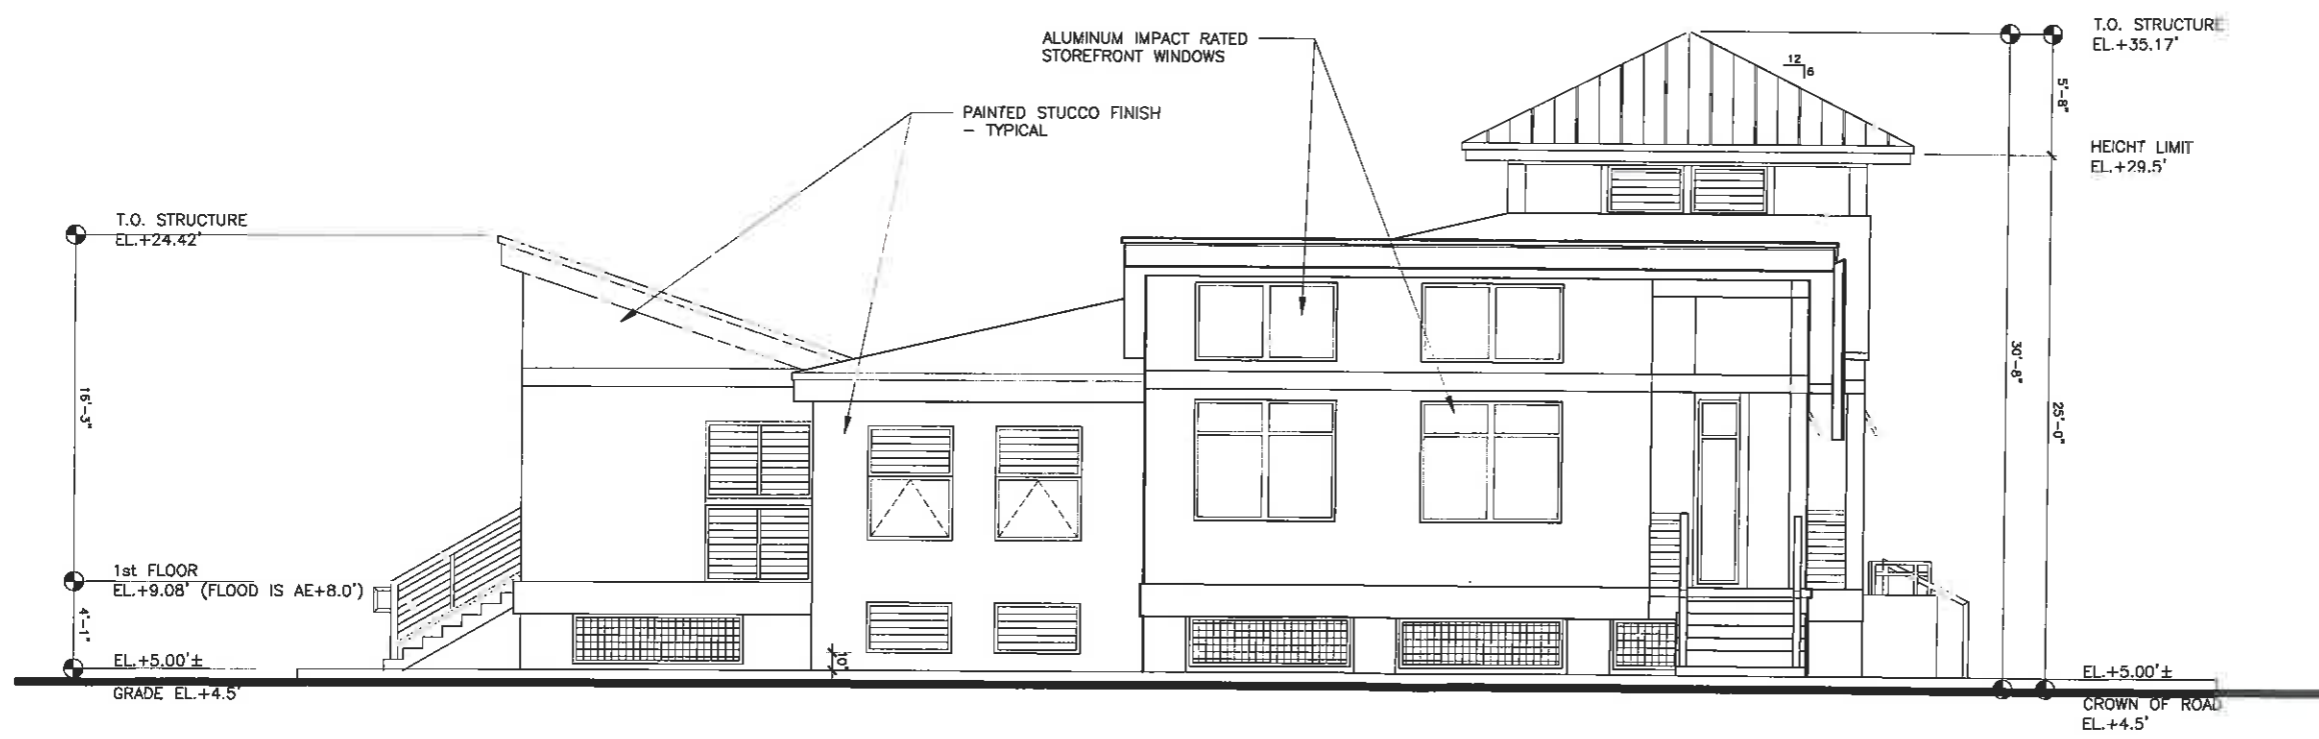 ALUMINUM IMPACT RATED
STOREFRONT WINDOWS
PAINTED STUCCO FINISH
- TYPICAL
12
6
T.O. STRUCTURE
EL.+35.17'
5'-8"
HEIGHT LIMIT
EL.+29.5'
T.O. STRUCTURE
EL.+24.42'
16'-3"
30'-8"
25'-0"
1st FLOOR
EL.+9.08' (FLOOD IS AE+8.0')
4'-1"
10"
EL.+5.00'±
GRADE EL.+4.5'
EL.+5.00'±
CROWN OF ROAD
EL.+4.5'